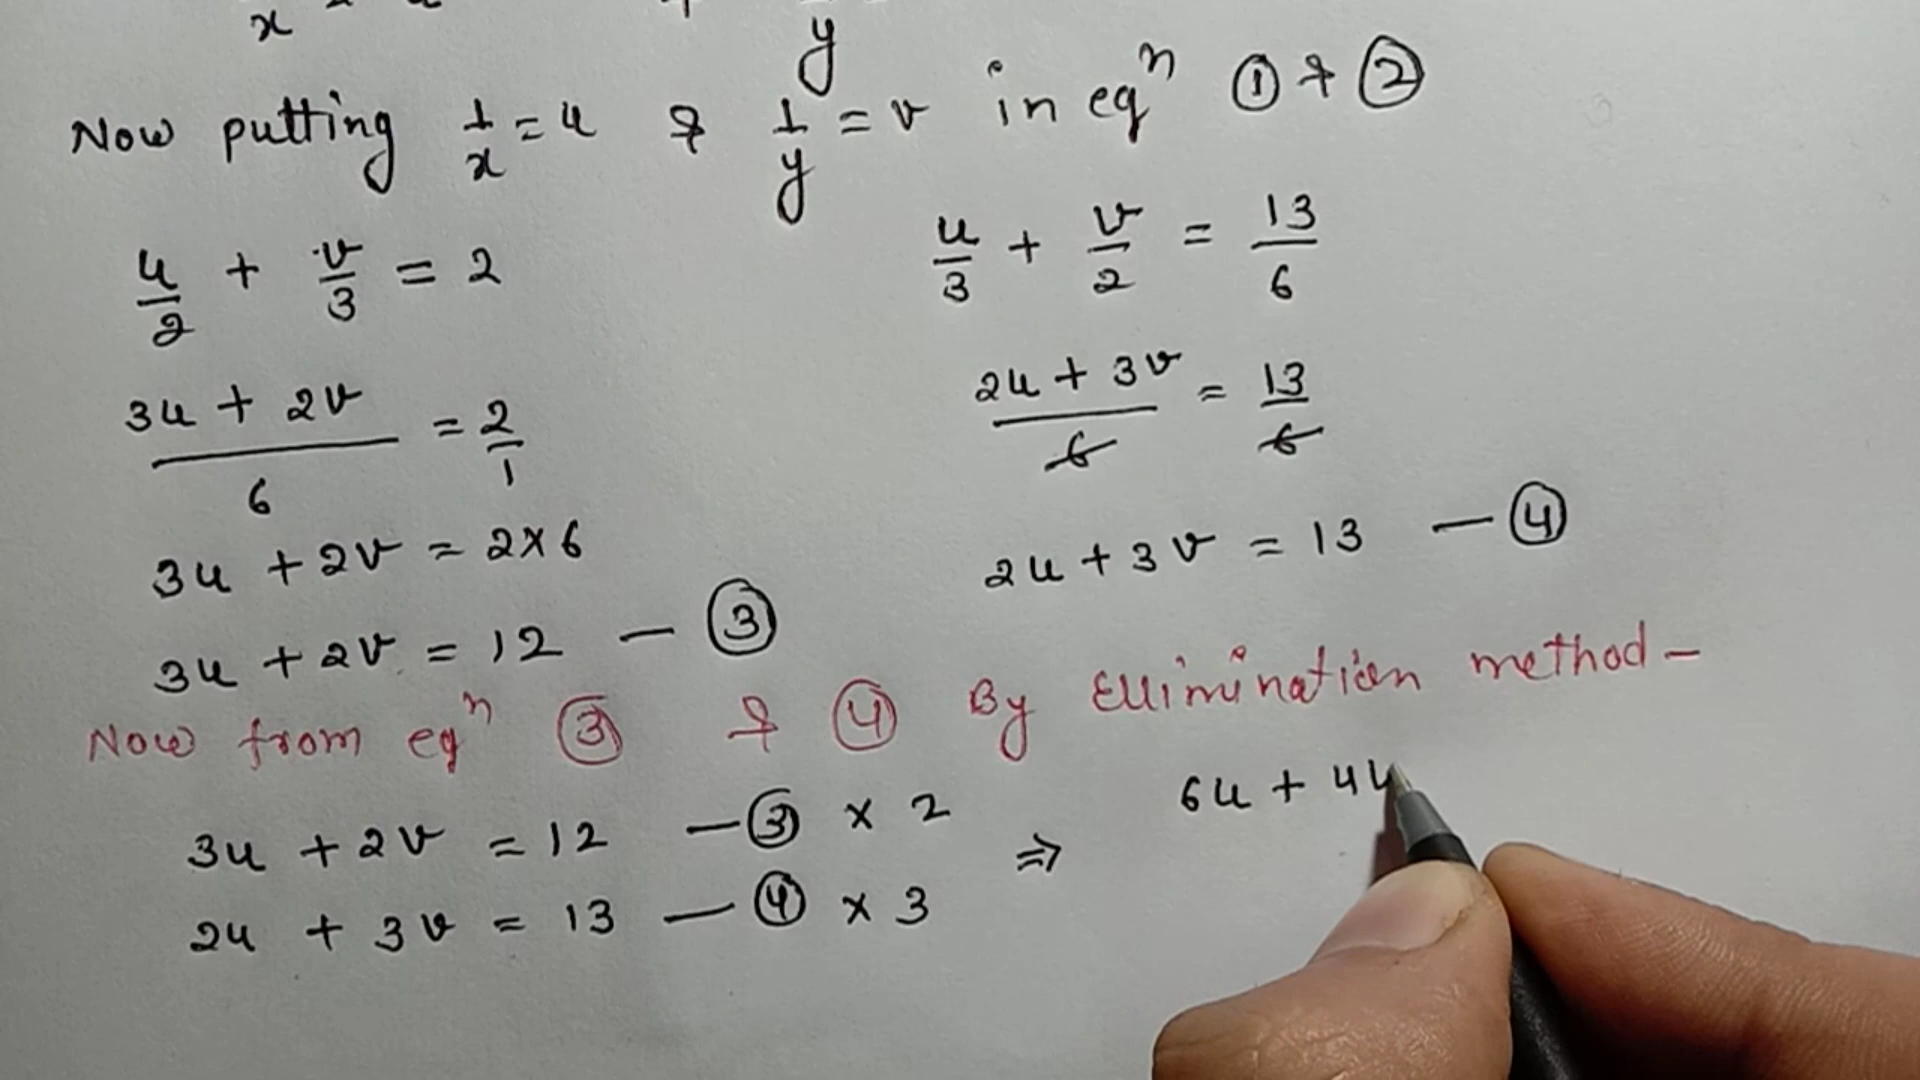 x y
Now putting 1/x = u & 1/y = v in eqⁿ ① & ②
u/2 + v/3 = 2
u/3 + v/2 = 13/6
3u + 2v / 6 = 2/1
2u + 3v / 6 = 13/6
3u + 2v = 2×6
2u + 3v = 13 — ④
3u + 2v = 12 — ③
Now from eqⁿ ③ & ④ By Ellimination method -
3u + 2v = 12 — ③ × 2
⇒ 6u + 4
2u + 3v = 13 — ④ × 3